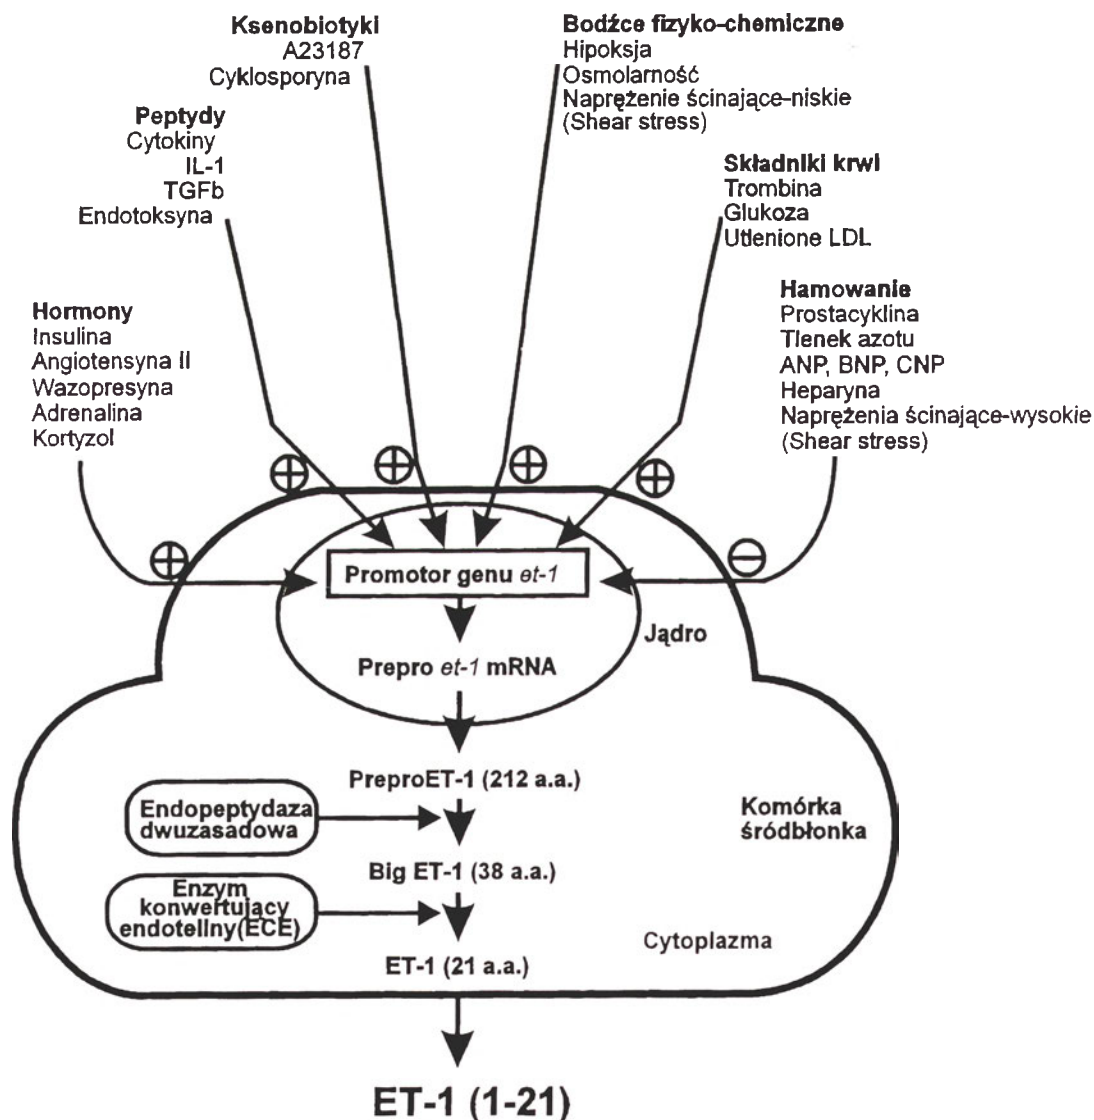 Ksenobiotyki
A23187
Cyklosporyna
Bodźce fizyko-chemiczne
Hipoksja
Osmolarność
Naprężenie ścinające-niskie
(Shear stress)
Peptydy
Cytokiny
IL-1
TGFb
Endotoksyna
Składniki krwi
Trombina
Glukoza
Utlenione LDL
Hormony
Insulina
Angiotensyna II
Wazopresyna
Adrenalina
Kortyzol
Hamowanie
Prostacyklina
Tlenek azotu
ANP, BNP, CNP
Heparyna
Naprężenia ścinające-wysokie
(Shear stress)
Promotor genu et-1
Jądro
Prepro et-1 mRNA
PreproET-1 (212 a.a.)
Endopeptydaza
dwuzasadowa
Komórka
śródbłonka
Big ET-1 (38 a.a.)
Enzym
konwertujący
endoteliny(ECE)
Cytoplazma
ET-1 (21 a.a.)
ET-1 (1-21)